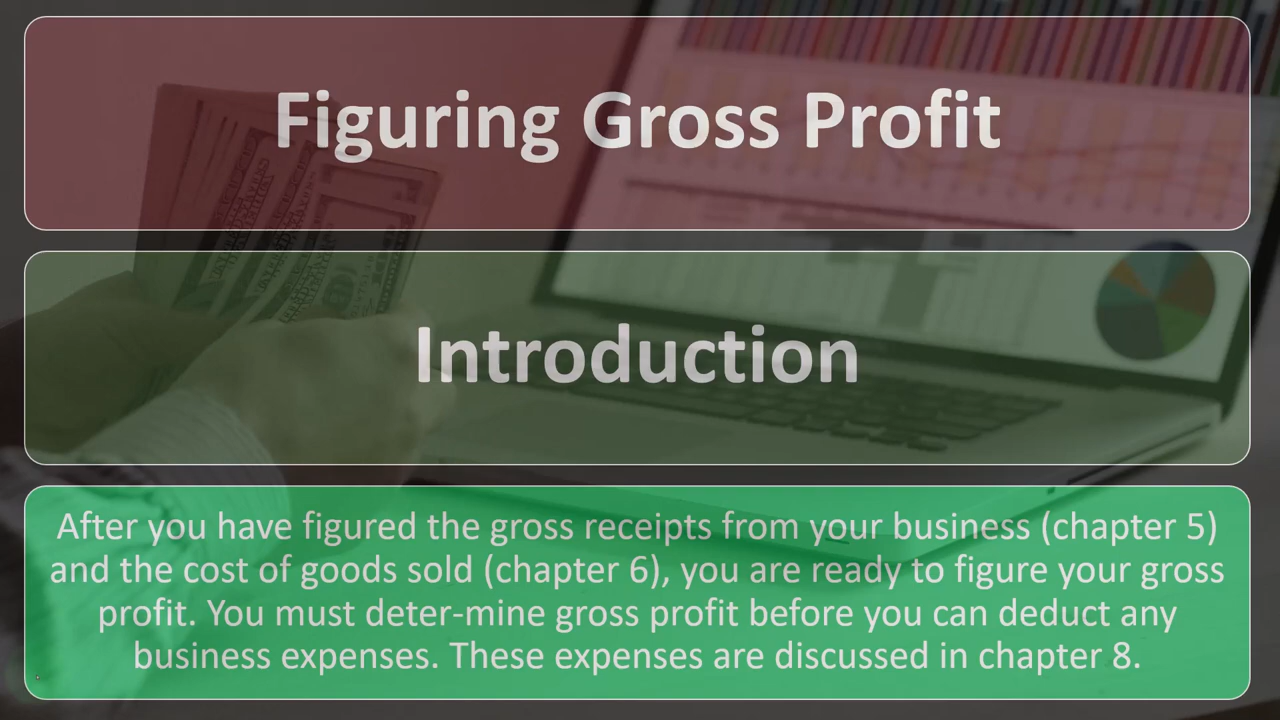 Figuring Gross Profit
Introduction
After you have figured the gross receipts from your business (chapter 5)
and the cost of goods sold (chapter 6), you are ready to figure your gross
profit. You must deter-mine gross profit before you can deduct any
business expenses. These expenses are discussed in chapter 8.